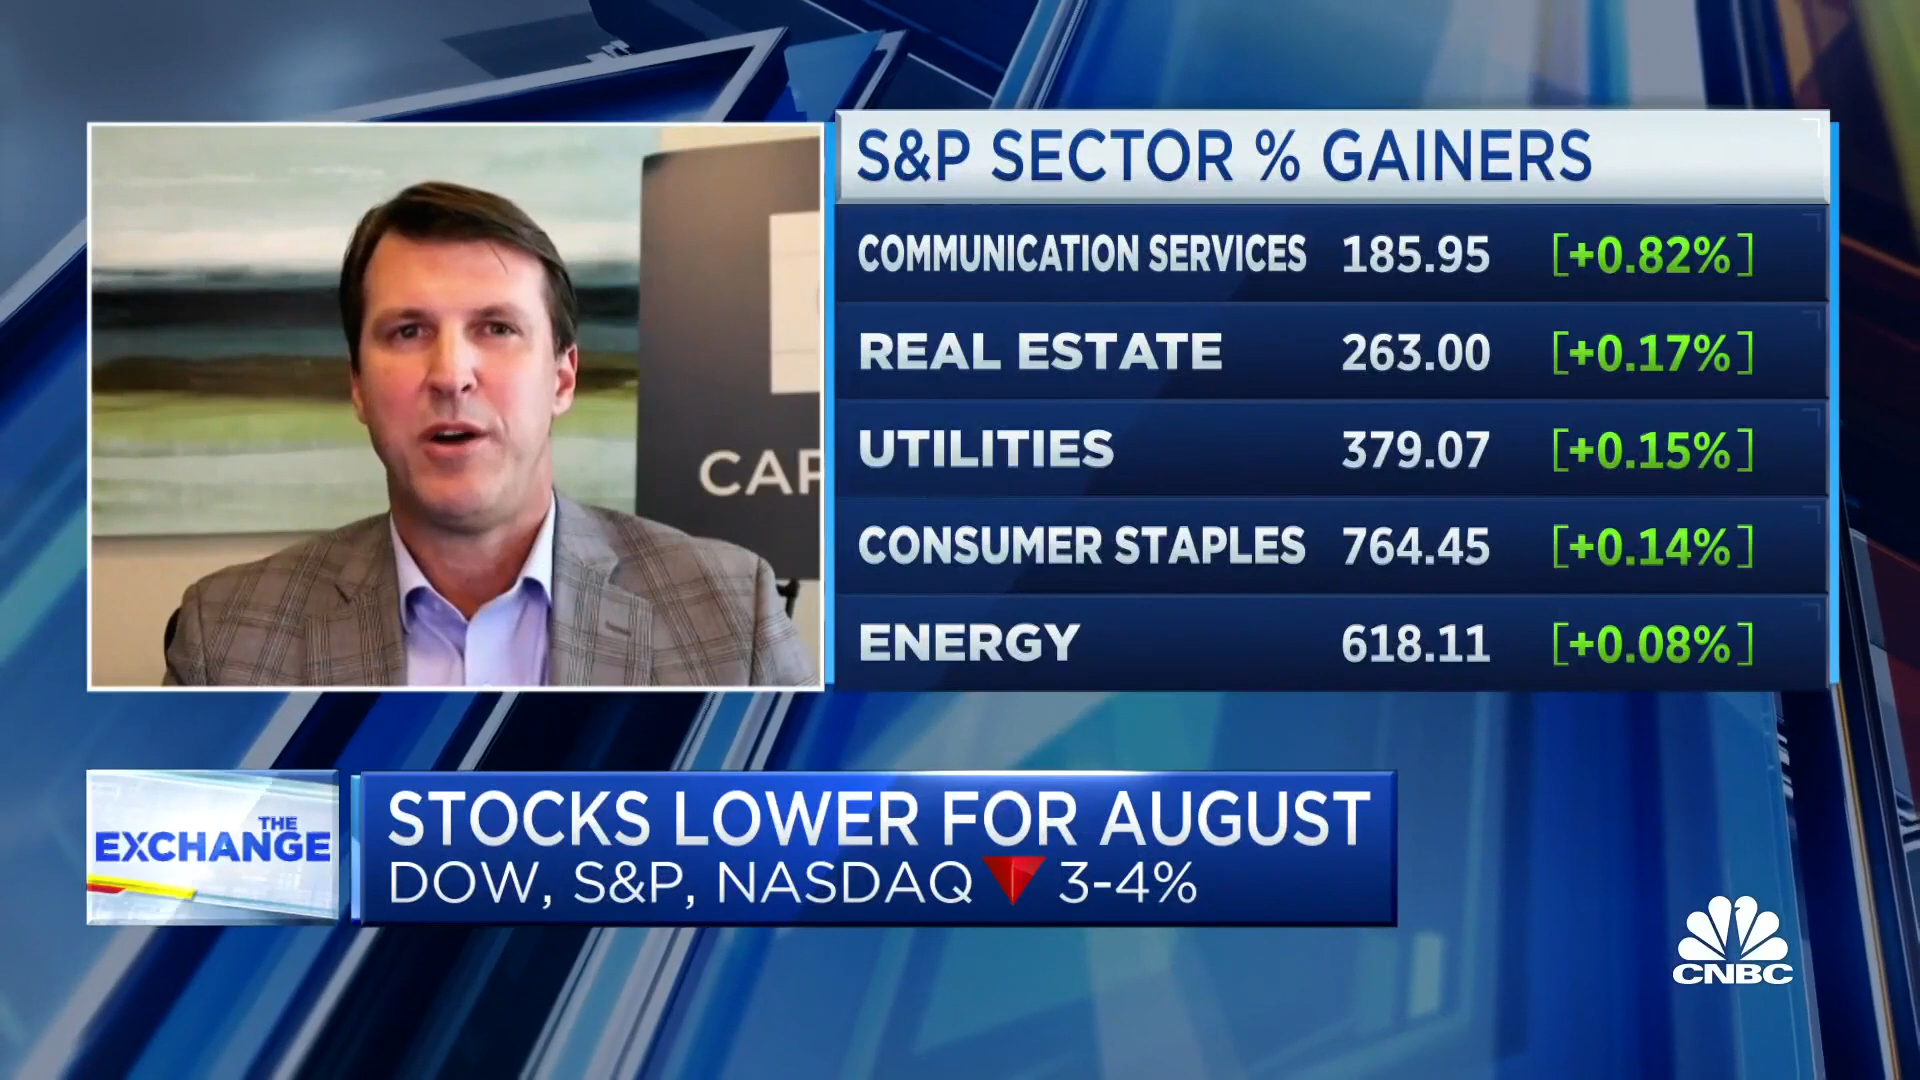 CAP
S&P SECTOR % GAINERS
COMMUNICATION SERVICES 185.95 [+0.82%]
REAL ESTATE 263.00 [+0.17%]
UTILITIES 379.07 [+0.15%]
CONSUMER STAPLES 764.45 [+0.14%]
ENERGY 618.11 [+0.08%]
THE
EXCHANGE
STOCKS LOWER FOR AUGUST
DOW, S&P, NASDAQ ▼ 3-4%
CNBC